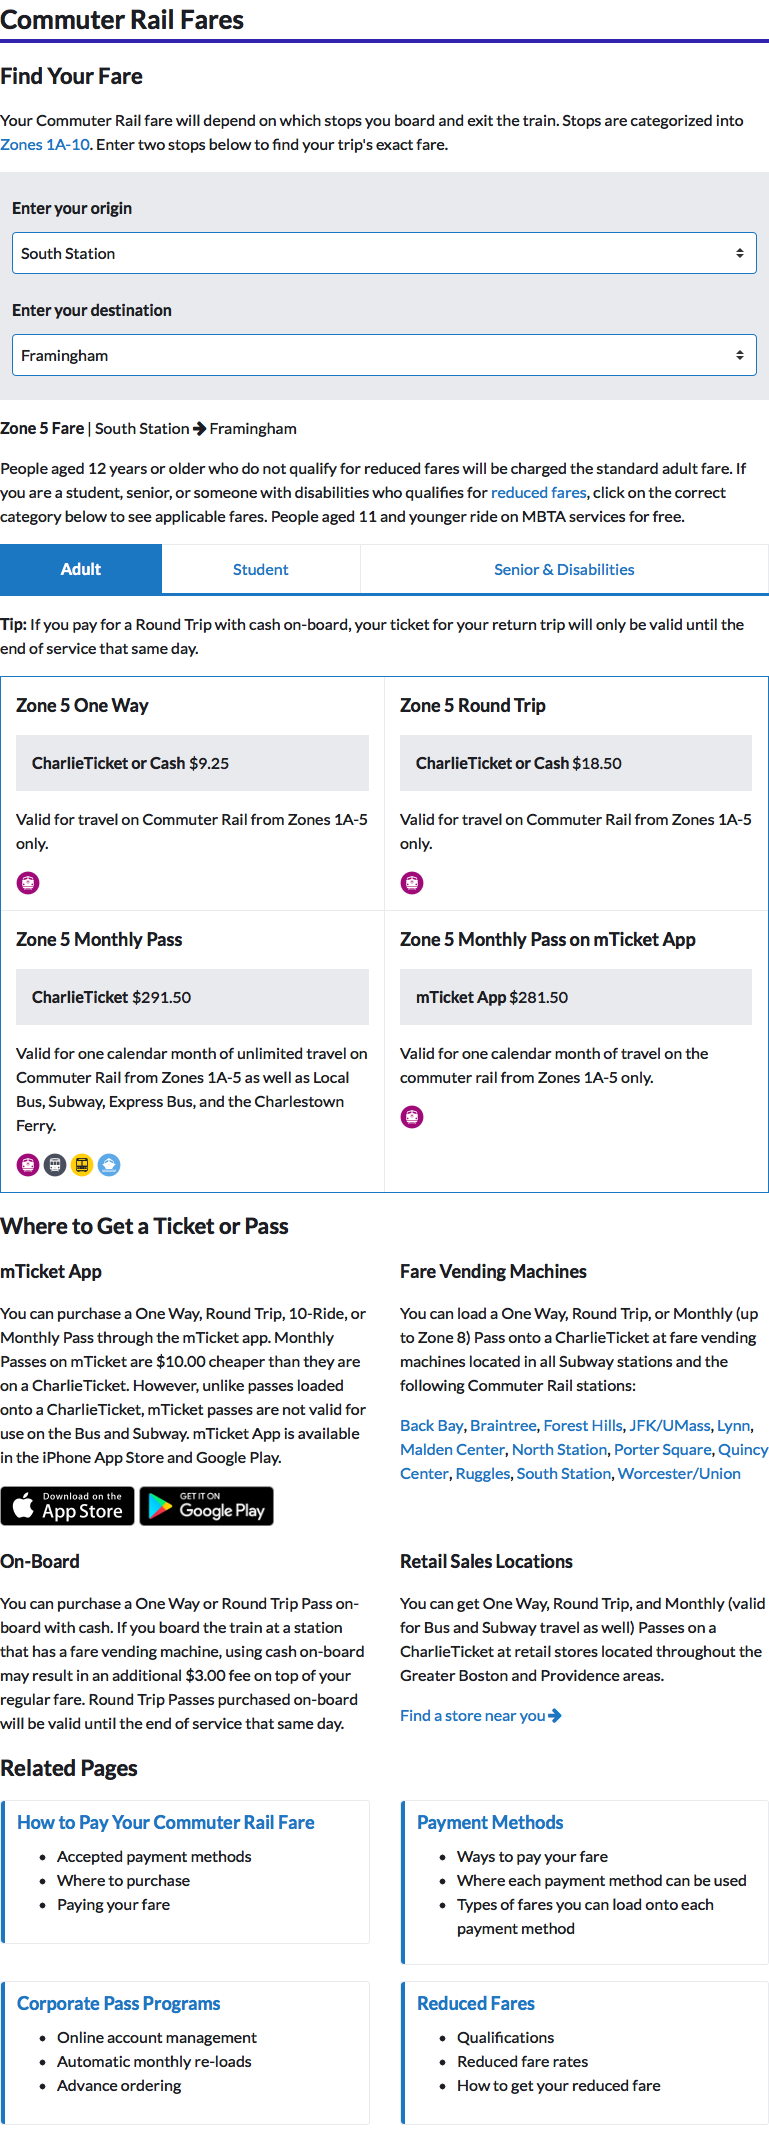 Commuter Rail Fares
Find Your Fare
Your Commuter Rail fare will depend on which stops you board and exit the train. Stops are categorized into
Zones 1A-10. Enter two stops below to find your trip's exact fare.
Enter your origin
South Station
Enter your destination
Framingham
Zone 5 Fare | South Station → Framingham
People aged 12 years or older who do not qualify for reduced fares will be charged the standard adult fare. If
you are a student, senior, or someone with disabilities who qualifies for reduced fares, click on the correct
category below to see applicable fares. People aged 11 and younger ride on MBTA services for free.
Adult
Student
Senior & Disabilities
Tip: If you pay for a Round Trip with cash on-board, your ticket for your return trip will only be valid until the
end of service that same day.
Zone 5 One Way
CharlieTicket or Cash $9.25
Valid for travel on Commuter Rail from Zones 1A-5
only.
Zone 5 Round Trip
CharlieTicket or Cash $18.50
Valid for travel on Commuter Rail from Zones 1A-5
only.
Zone 5 Monthly Pass
CharlieTicket $291.50
Valid for one calendar month of unlimited travel on
Commuter Rail from Zones 1A-5 as well as Local
Bus, Subway, Express Bus, and the Charlestown
Ferry.
Zone 5 Monthly Pass on mTicket App
mTicket App $281.50
Valid for one calendar month of travel on the
commuter rail from Zones 1A-5 only.
Where to Get a Ticket or Pass
mTicket App
You can purchase a One Way, Round Trip, 10-Ride, or
Monthly Pass through the mTicket app. Monthly
Passes on mTicket are $10.00 cheaper than they are
on a CharlieTicket. However, unlike passes loaded
onto a CharlieTicket, mTicket passes are not valid for
use on the Bus and Subway. mTicket App is available
in the iPhone App Store and Google Play.
Download on the
App Store
GET IT ON
Google Play
Fare Vending Machines
You can load a One Way, Round Trip, or Monthly (up
to Zone 8) Pass onto a CharlieTicket at fare vending
machines located in all Subway stations and the
following Commuter Rail stations:
Back Bay, Braintree, Forest Hills, JFK/UMass, Lynn,
Malden Center, North Station, Porter Square, Quincy
Center, Ruggles, South Station, Worcester/Union
On-Board
You can purchase a One Way or Round Trip Pass on-
board with cash. If you board the train at a station
that has a fare vending machine, using cash on-board
may result in an additional $3.00 fee on top of your
regular fare. Round Trip Passes purchased on-board
will be valid until the end of service that same day.
Retail Sales Locations
You can get One Way, Round Trip, and Monthly (valid
for Bus and Subway travel as well) Passes on a
CharlieTicket at retail stores located throughout the
Greater Boston and Providence areas.
Find a store near you →
Related Pages
How to Pay Your Commuter Rail Fare
• Accepted payment methods
• Where to purchase
• Paying your fare
Payment Methods
• Ways to pay your fare
• Where each payment method can be used
• Types of fares you can load onto each
payment method
Corporate Pass Programs
• Online account management
• Automatic monthly re-loads
• Advance ordering
Reduced Fares
• Qualifications
• Reduced fare rates
• How to get your reduced fare